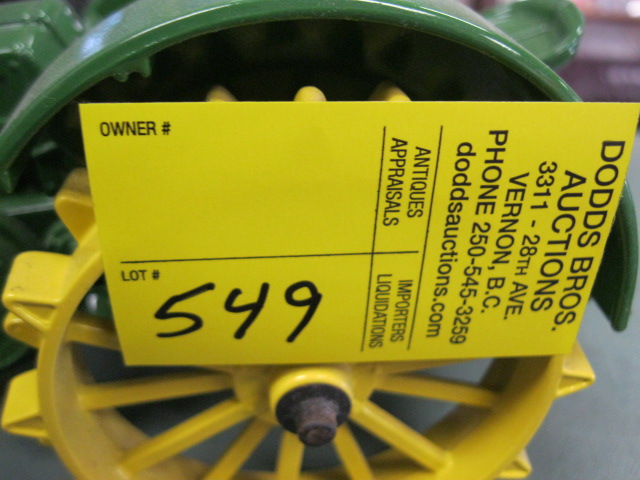 OWNER #
LOT #
549
ANTIQUES
APPRAISALS
IMPORTERS
LIQUIDATIONS
DODDS BROS.
AUCTIONS
3311 - 28TH AVE.
VERNON, B.C.
PHONE 250-545-3259
doddsauctions.com